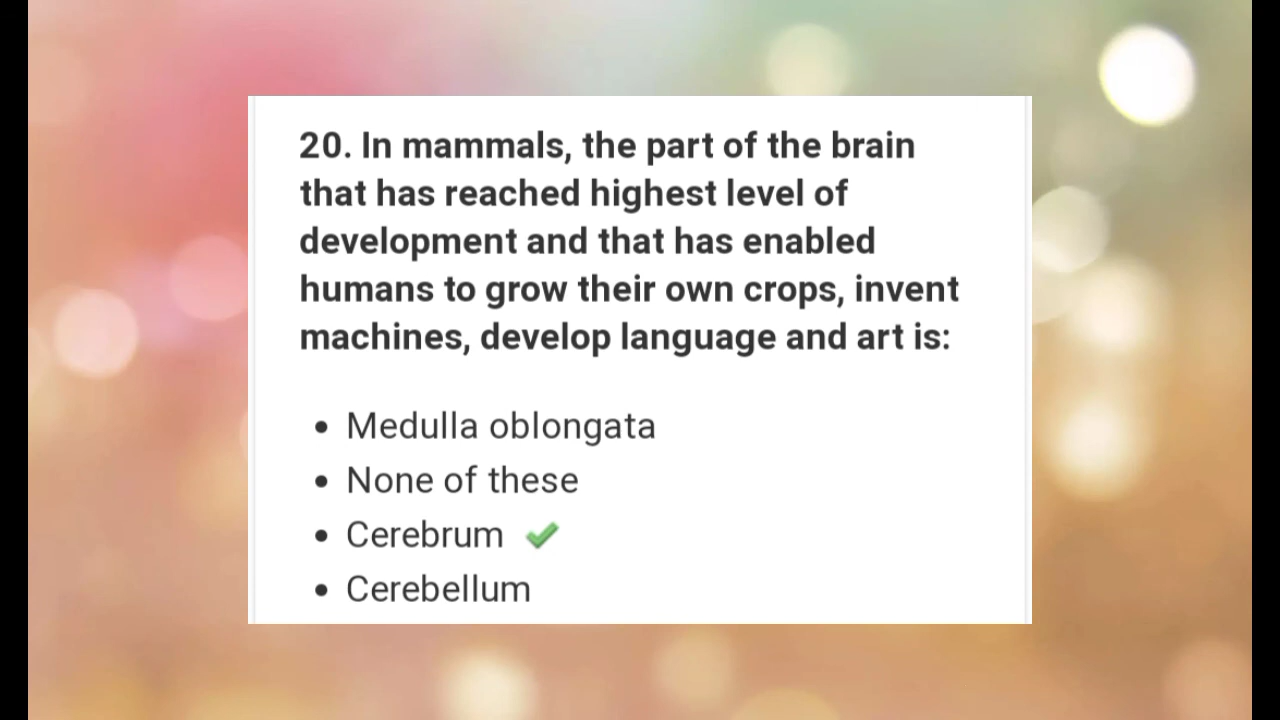 20. In mammals, the part of the brain
that has reached highest level of
development and that has enabled
humans to grow their own crops, invent
machines, develop language and art is:
• Medulla oblongata
• None of these
• Cerebrum ✔
• Cerebellum